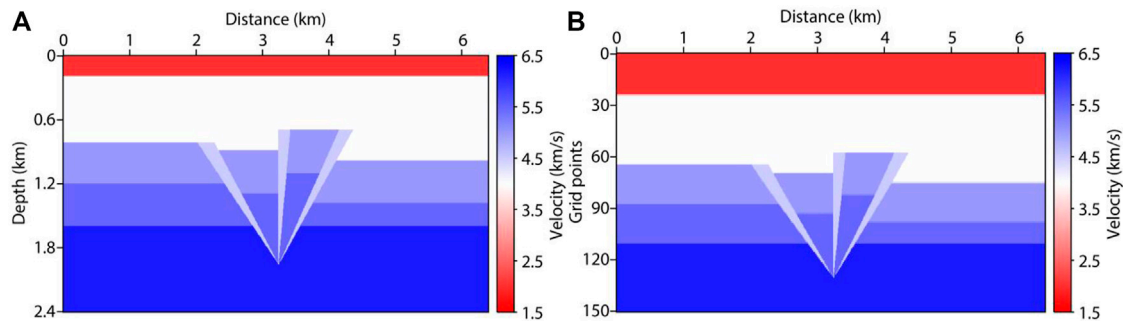 A
Distance (km)
0 1 2 3 4 5 6
0
0.6
1.2
1.8
2.4
Depth (km)
6.5
5.5
4.5
3.5
2.5
1.5
Velocity (km/s)
B
Distance (km)
0 1 2 3 4 5 6
0
30
60
90
120
150
Grid points
6.5
5.5
4.5
3.5
2.5
1.5
Velocity (km/s)